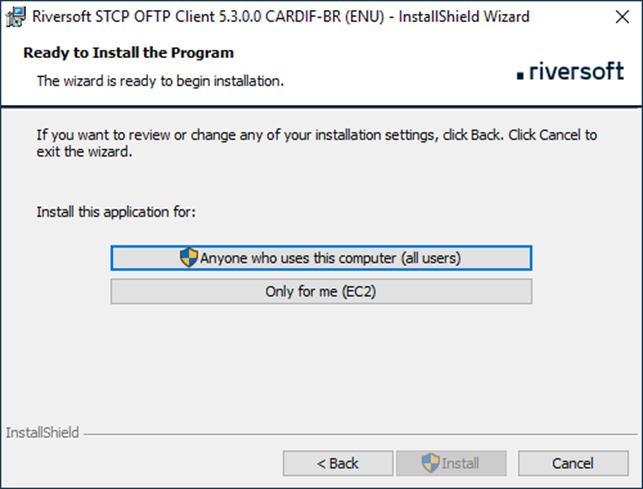 Riversoft STCP OFTP Client 5.3.0.0 CARDIF-BR (ENU) - InstallShield Wizard
Ready to Install the Program
The wizard is ready to begin installation.
riversoft
If you want to review or change any of your installation settings, click Back. Click Cancel to
exit the wizard.
Install this application for:
Anyone who uses this computer (all users)
Only for me (EC2)
InstallShield
< Back
Install
Cancel